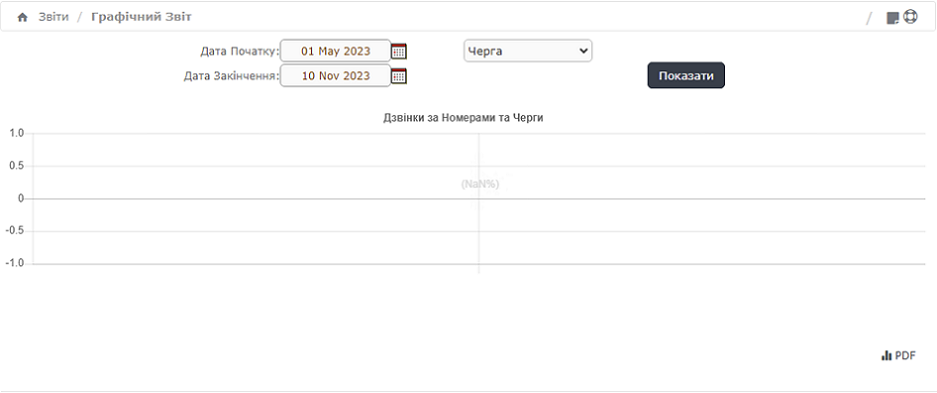 Звіти / Графічний Звіт /
Дата Початку: 01 May 2023 Черга
Дата Закінчення: 10 Nov 2023 Показати
Дзвінки за Номерами та Черги
1.0
0.5
(NaN%)
0
-0.5
-1.0
PDF